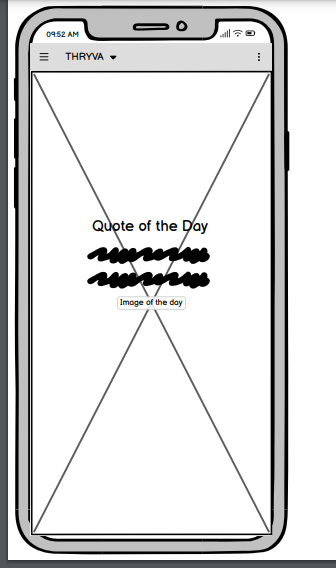 09:52 AM
THRYVA
Quote of the Day
Image of the day